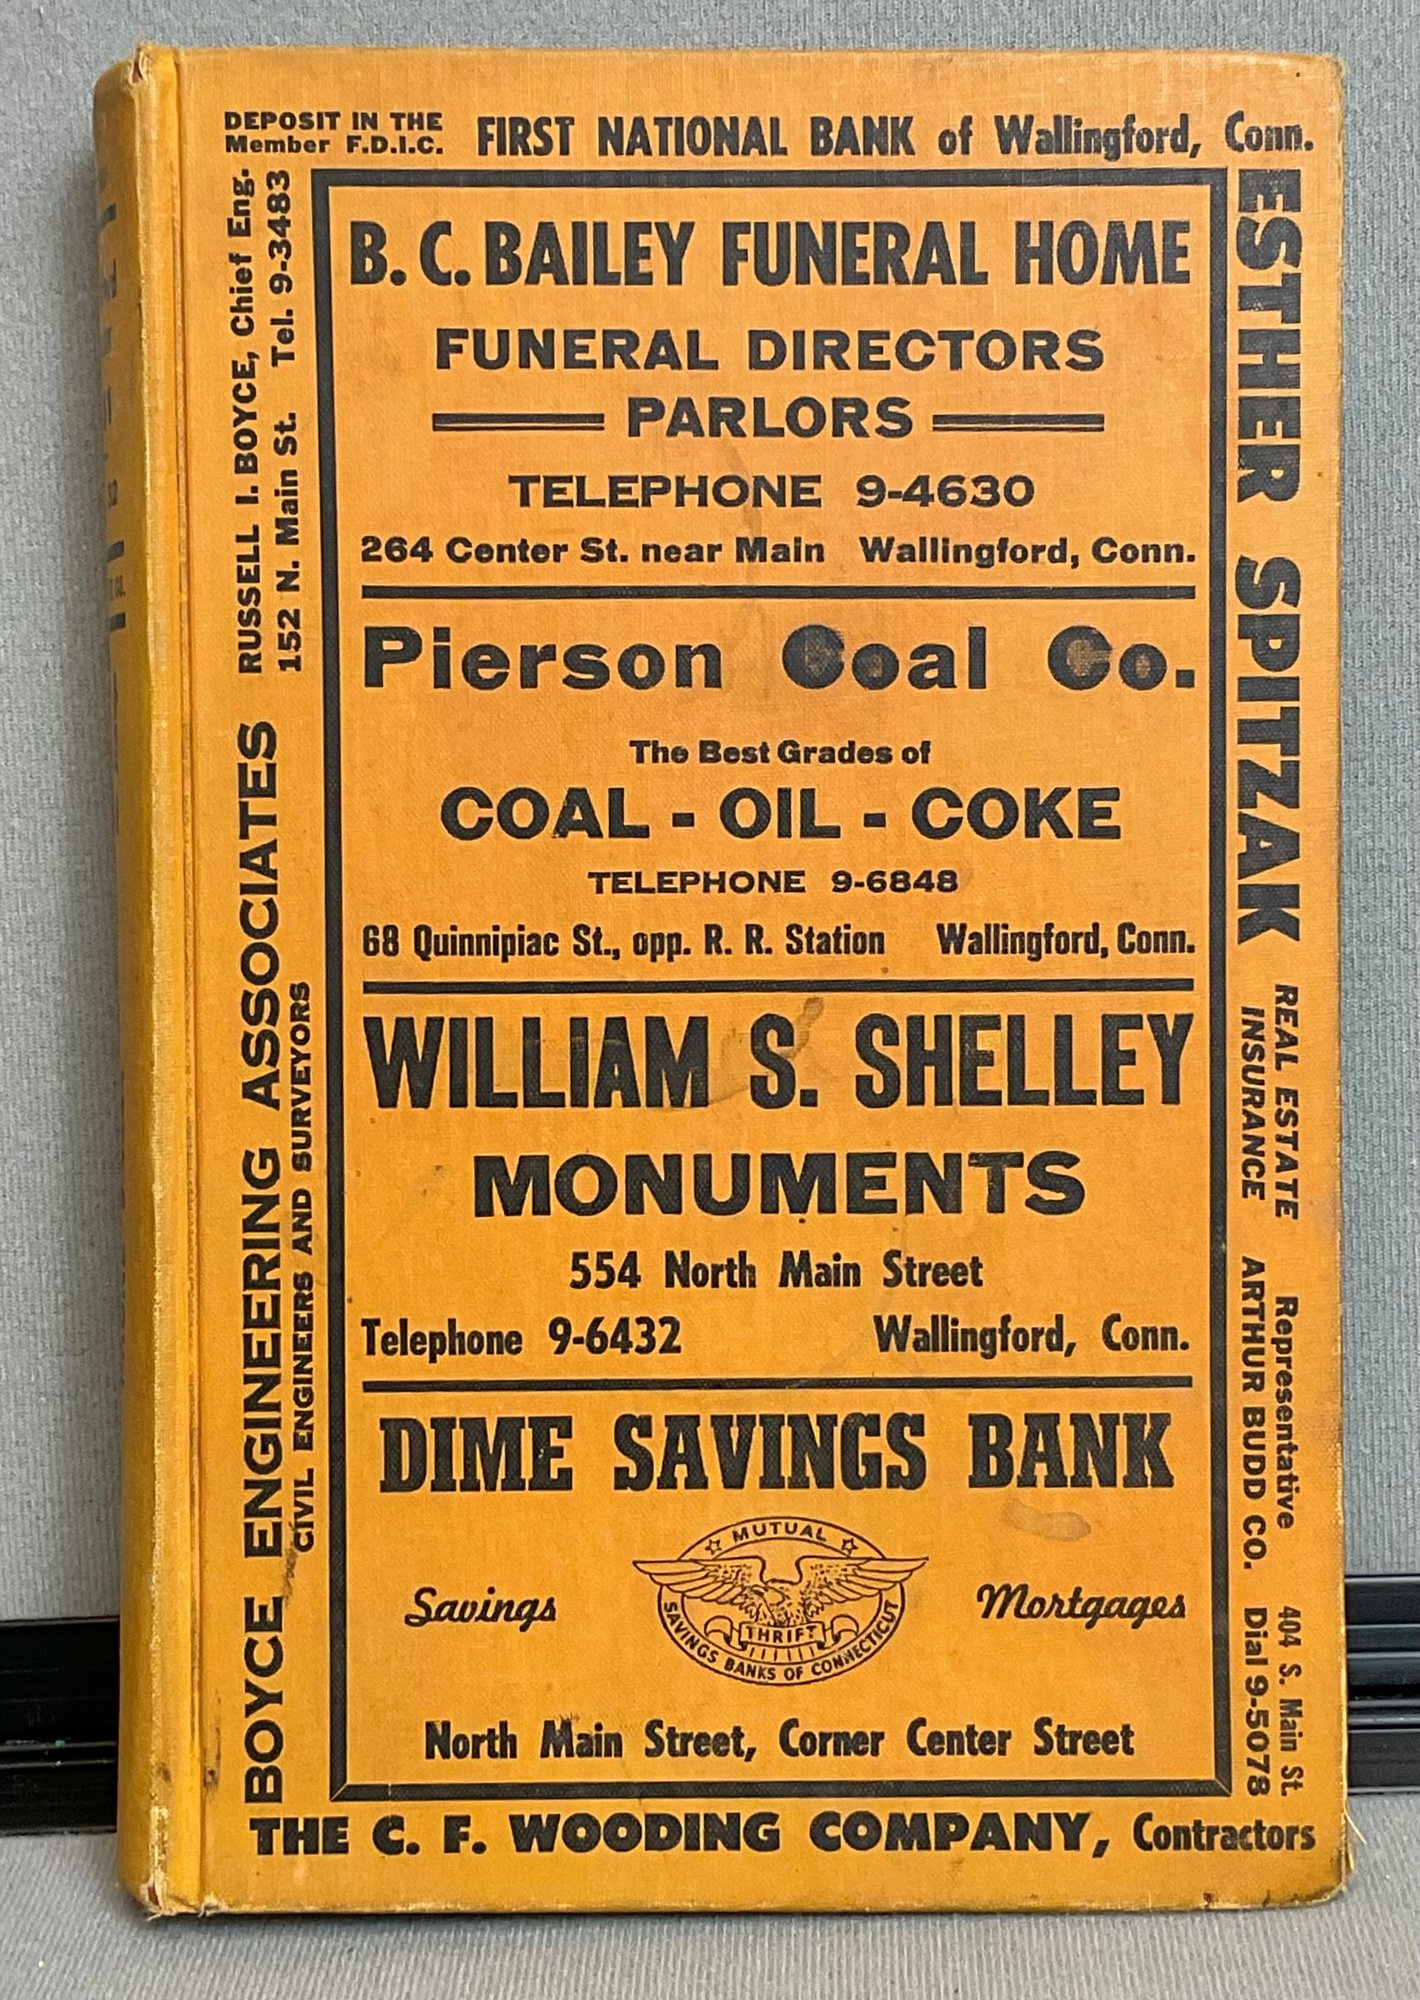 DEPOSIT IN THE
Member F.D.I.C.
FIRST NATIONAL BANK of Wallingford, Conn.
B. C. BAILEY FUNERAL HOME
FUNERAL DIRECTORS
PARLORS
TELEPHONE 9-4630
264 Center St. near Main Wallingford, Conn.
Pierson Coal Co.
The Best Grades of
COAL - OIL - COKE
TELEPHONE 9-6848
68 Quinnipiac St., opp. R. R. Station Wallingford, Conn.
WILLIAM S. SHELLEY
MONUMENTS
554 North Main Street
Telephone 9-6432 Wallingford, Conn.
DIME SAVINGS BANK
MUTUAL
Savings
THRIFT
Mortgages
SAVINGS BANKS OF CONNECTICUT
North Main Street, Corner Center Street
THE C. F. WOODING COMPANY, Contractors
BOYCE ENGINEERING ASSOCIATES
CIVIL ENGINEERS AND SURVEYORS
RUSSELL I. BOYCE, Chief Eng.
152 N. Main St. Tel. 9-3483
ESTHER SPITZAK
REAL ESTATE
INSURANCE
Representative
ARTHUR BUDD CO.
404 S. Main St.
Dial 9-5078